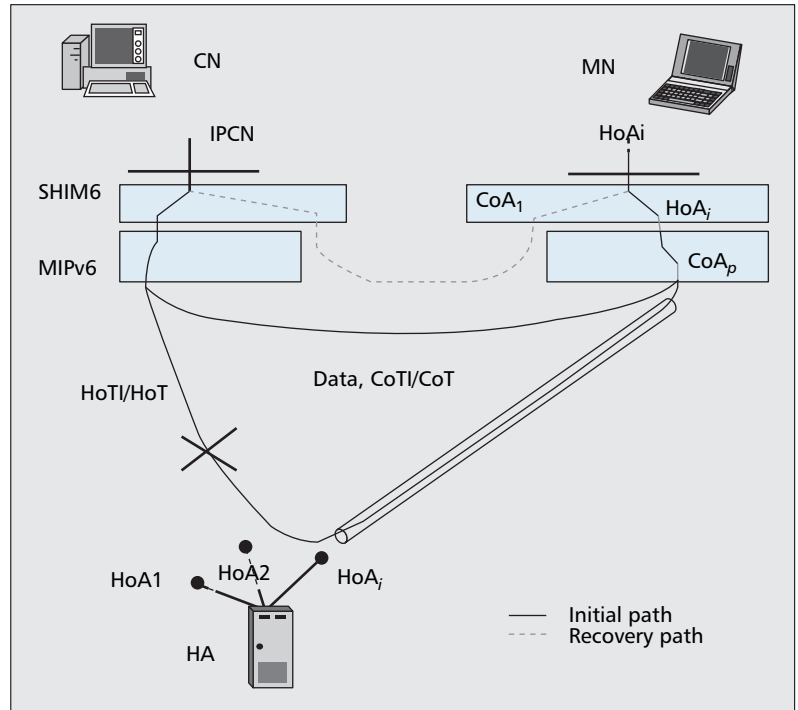 CN
MN
IPCN
HoAi
SHIM6
CoA₁
HoAᵢ
MIPv6
CoAₚ
HoTI/HoT
Data, CoTI/CoT
HoA1
HoA2
HoAᵢ
HA
Initial path
Recovery path